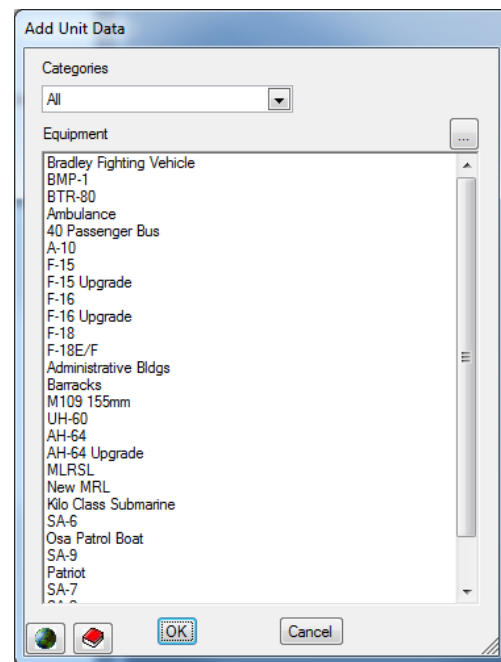 Add Unit Data
Categories
All
Equipment
...
Bradley Fighting Vehicle
BMP-1
BTR-80
Ambulance
40 Passenger Bus
A-10
F-15
F-15 Upgrade
F-16
F-16 Upgrade
F-18
F-18E/F
Administrative Bldgs
Barracks
M109 155mm
UH-60
AH-64
AH-64 Upgrade
MLRSL
New MRL
Kilo Class Submarine
SA-6
Osa Patrol Boat
SA-9
Patriot
SA-7
OK
Cancel